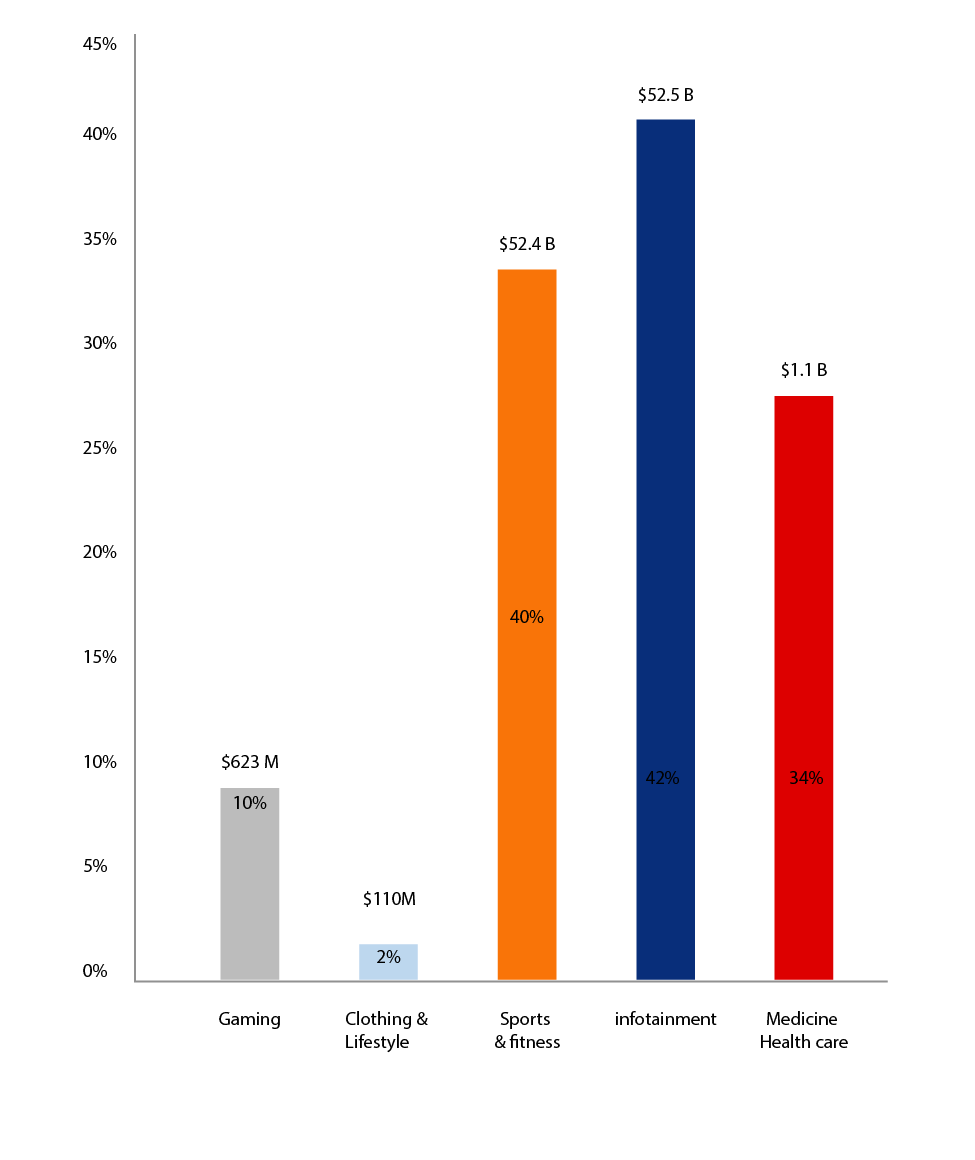 45%
$52.5 B
40%
35%
$52.4 B
30%
$1.1 B
25%
20%
40%
15%
10%
$623 M
42%
34%
10%
5%
$110M
2%
0%
Gaming
Clothing &
Lifestyle
Sports
& fitness
infotainment
Medicine
Health care